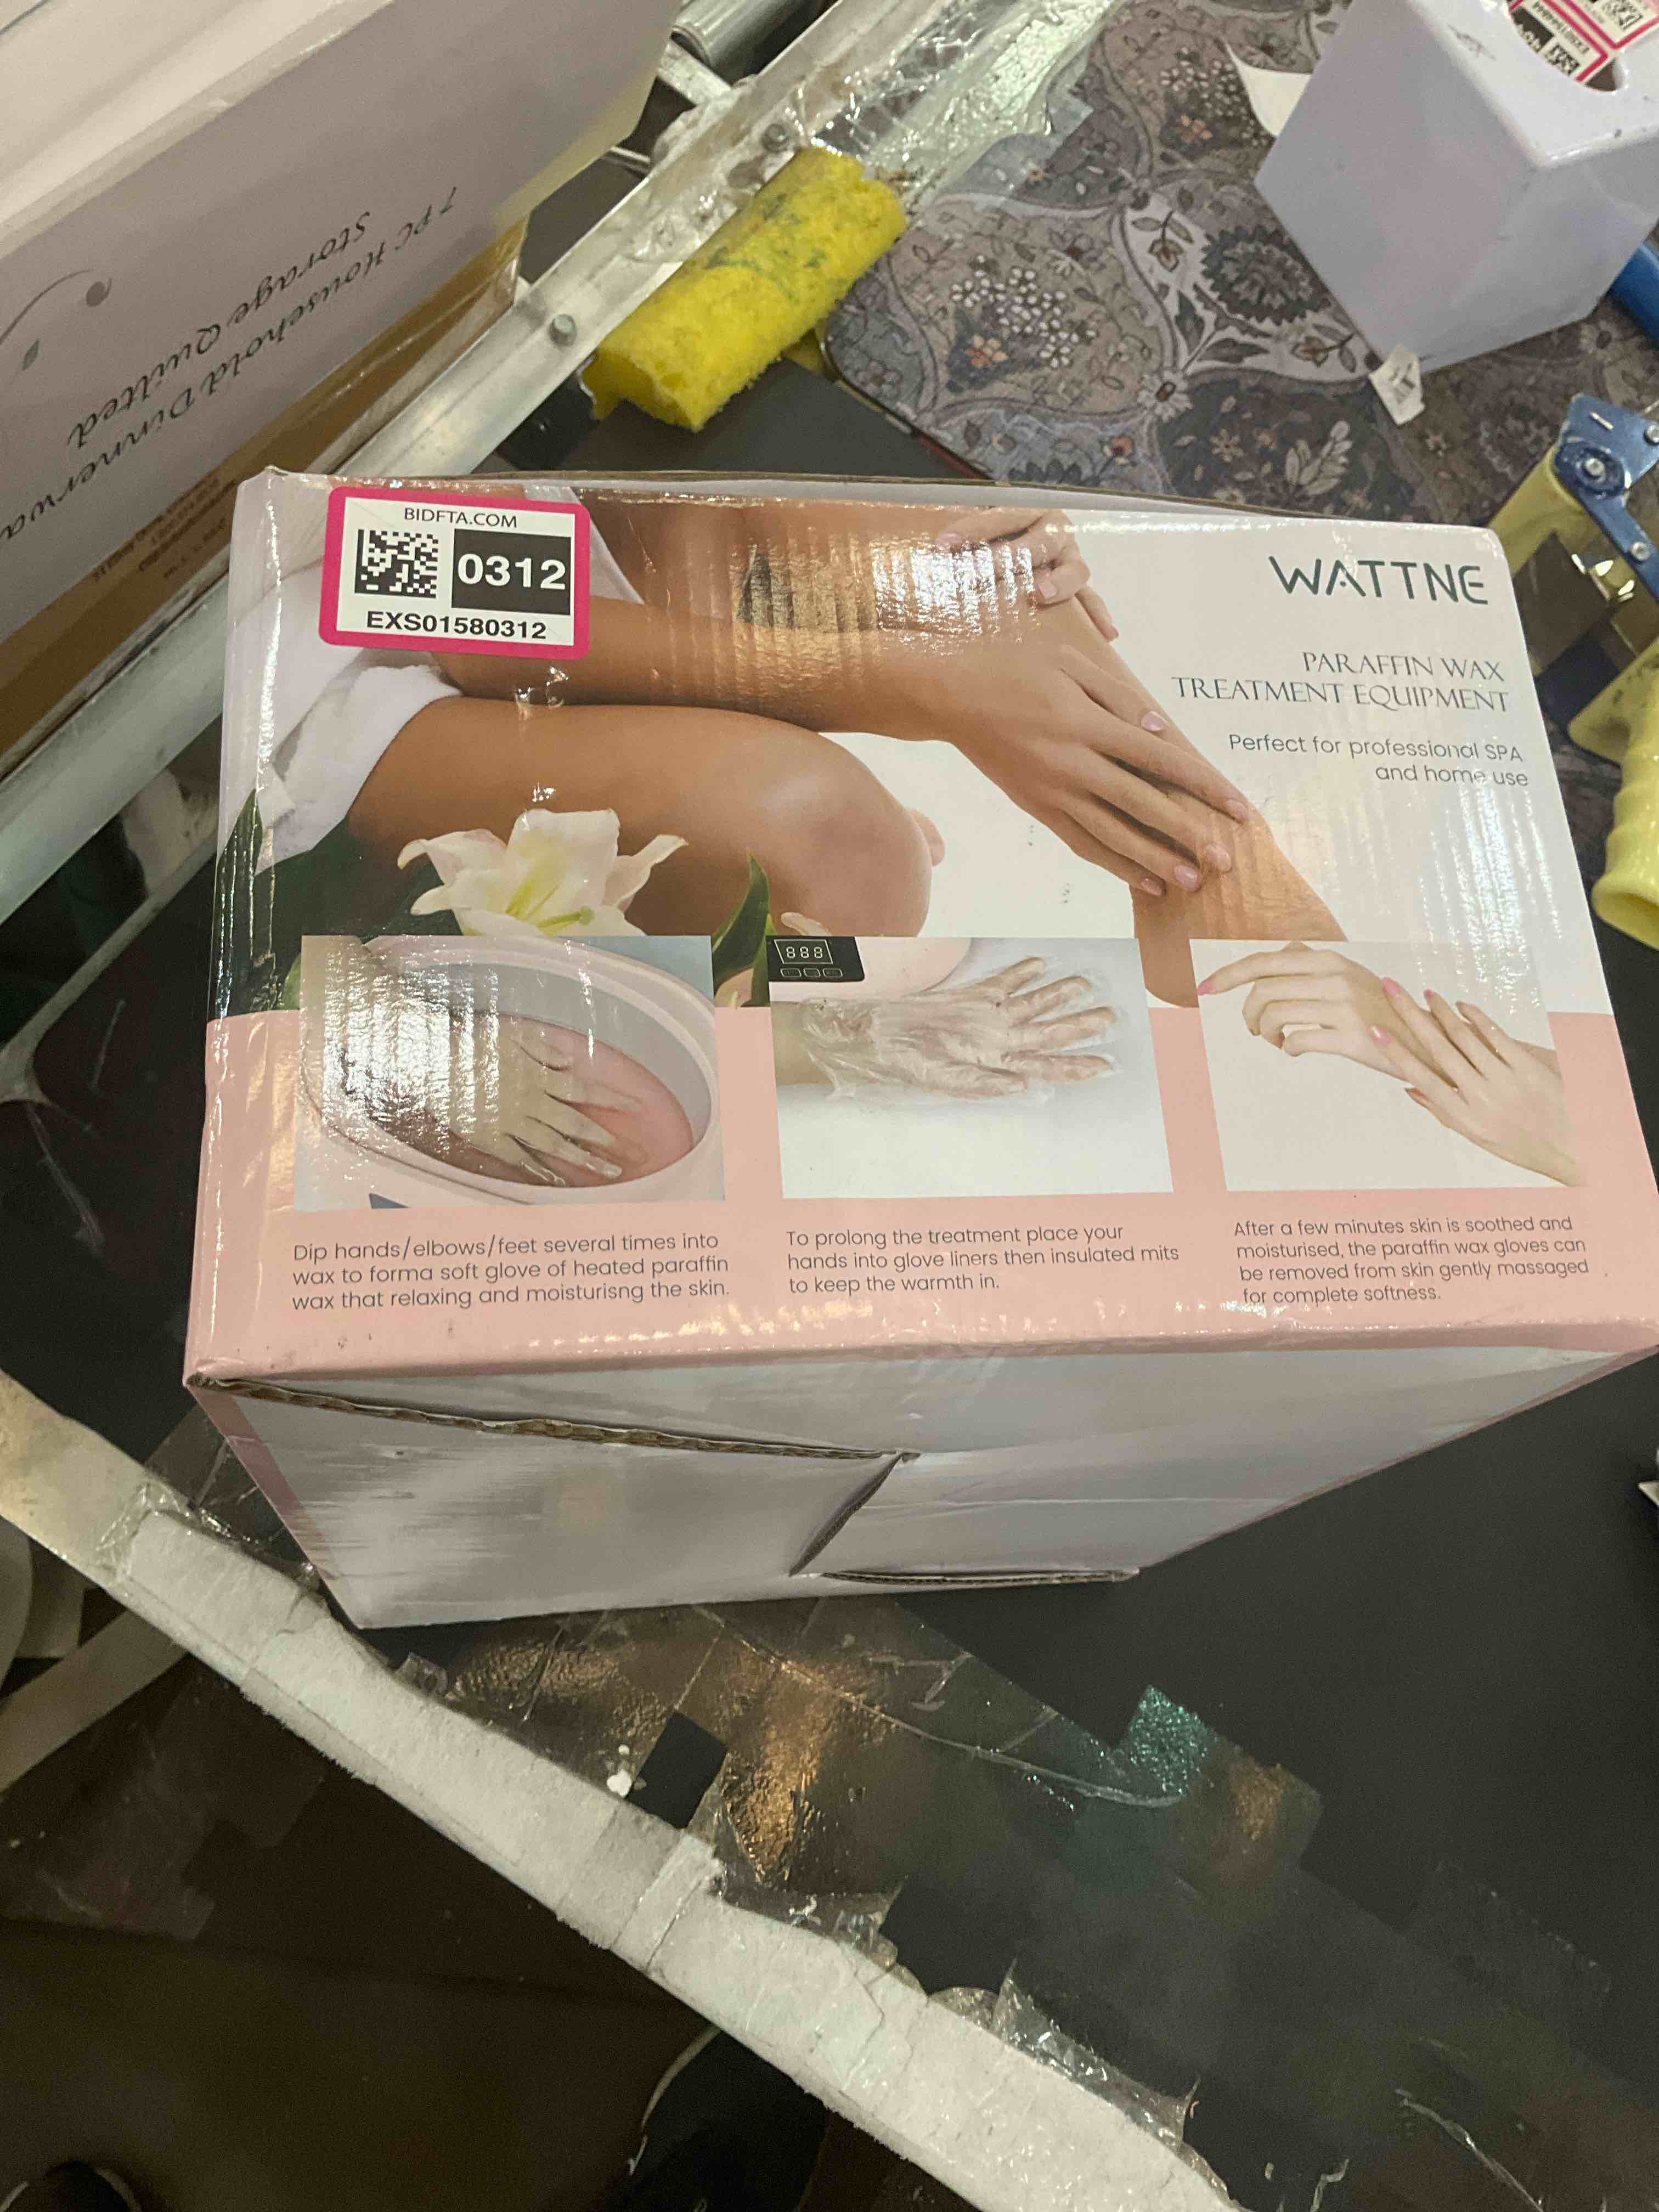 7 PC Household Dinnerwa
Storage Quilted
BIDFTA.COM
0312
EXS01580312
WATTNE
PARAFFIN WAX
TREATMENT EQUIPMENT
Perfect for professional SPA
and home use
888
Dip hands/elbows/feet several times into
wax to forma soft glove of heated paraffin
wax that relaxing and moisturisng the skin.
To prolong the treatment place your
hands into glove liners then insulated mits
to keep the warmth in.
After a few minutes skin is soothed and
moisturised, the paraffin wax gloves can
be removed from skin gently massaged
for complete softness.